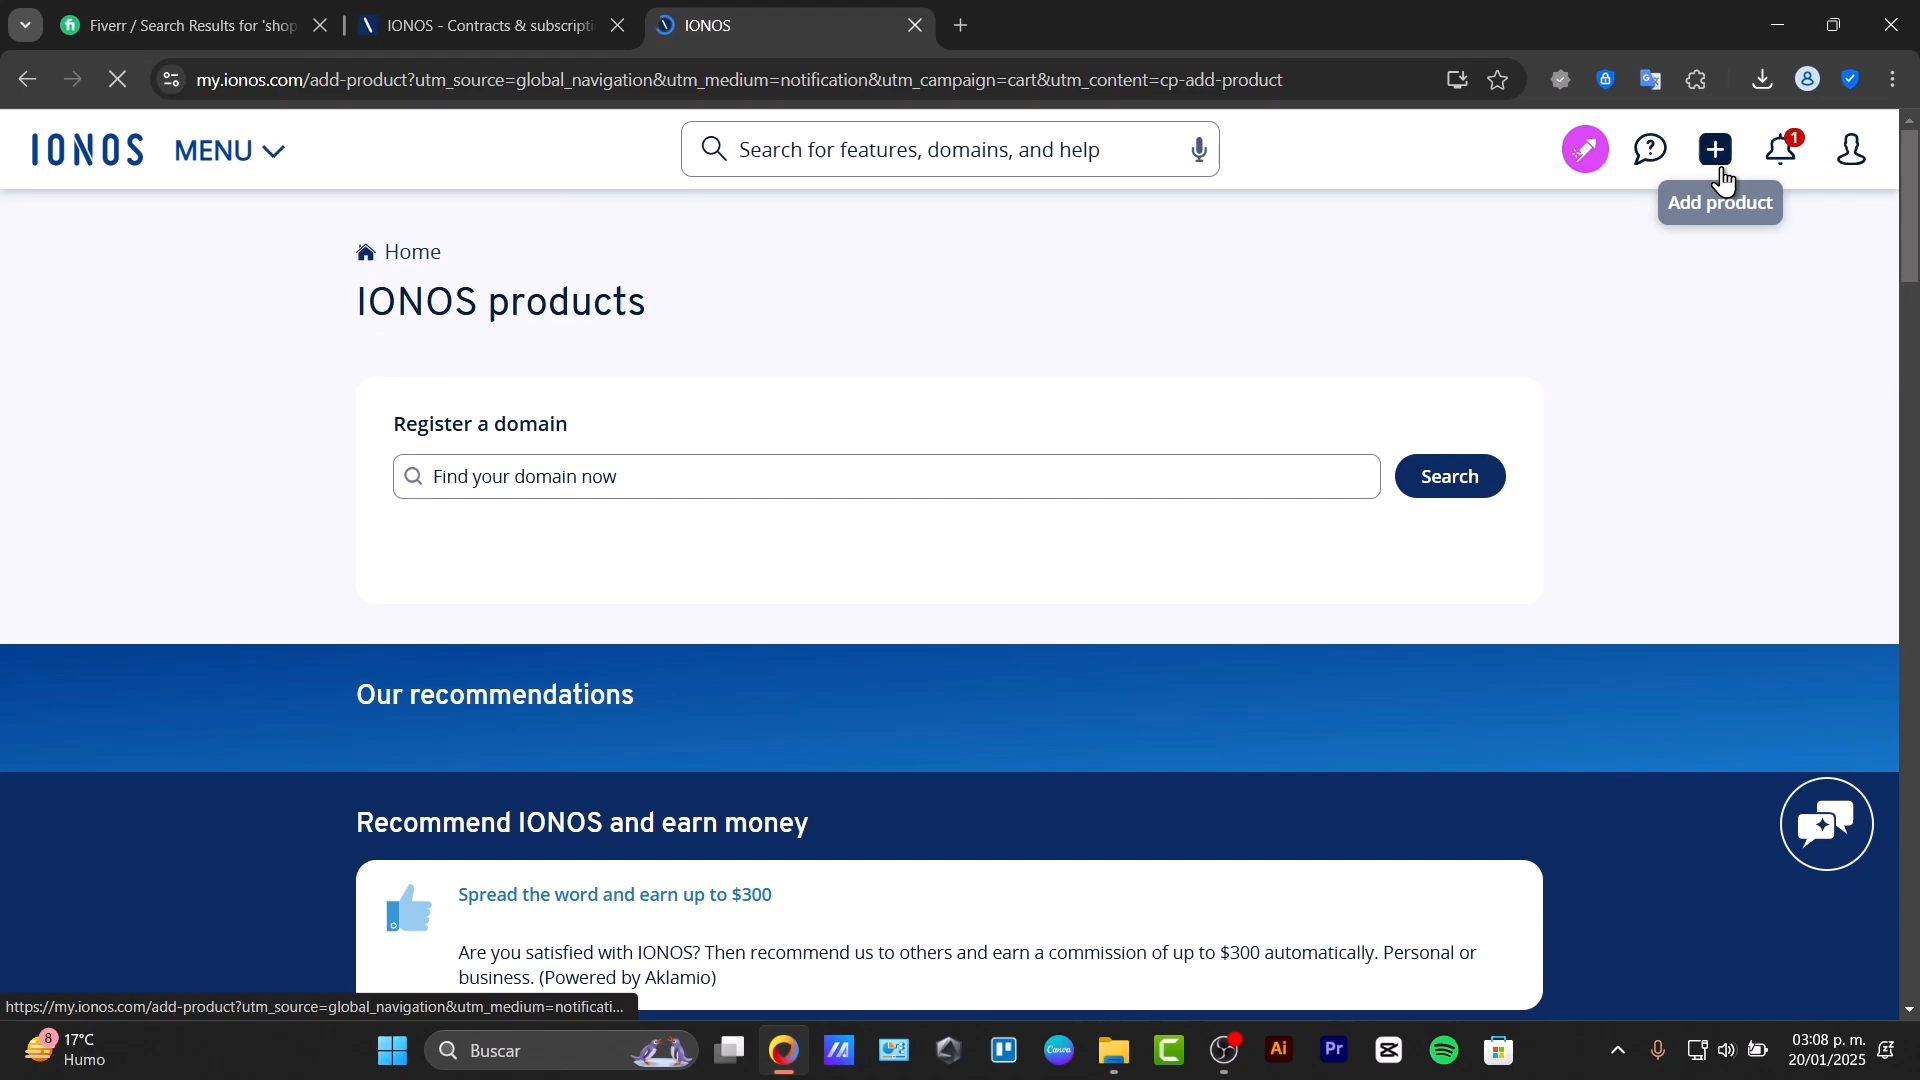 Fiverr / Search Results for 'shop
IONOS - Contracts & subscripti
IONOS
my.ionos.com/add-product?utm_source=global_navigation&utm_medium=notification&utm_campaign=cart&utm_content=cp-add-product
IONOS
MENU
Search for features, domains, and help
1
Add product
Home
IONOS products
Register a domain
Find your domain now
Search
Our recommendations
Recommend IONOS and earn money
Spread the word and earn up to $300
Are you satisfied with IONOS? Then recommend us to others and earn a commission of up to $300 automatically. Personal or
business. (Powered by Aklamio)
https://my.ionos.com/add-product?utm_source=global_navigation&utm_medium=notificati...
8
17°C
Humo
Buscar
Canva
Ai
Pr
03:08 p. m.
20/01/2025